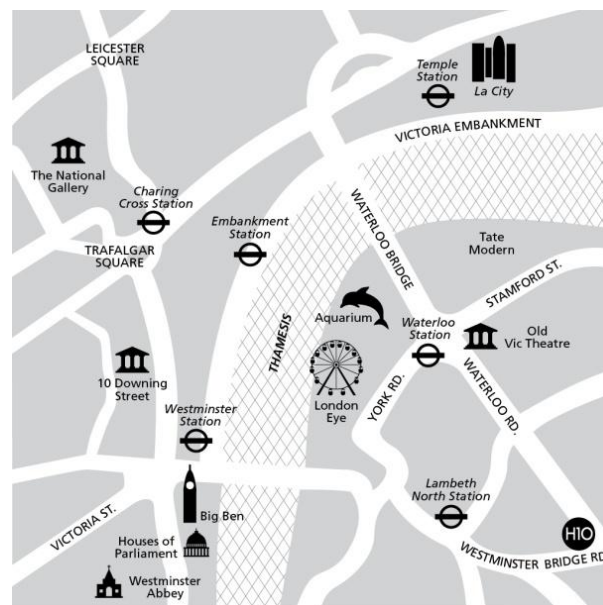 LEICESTER
SQUARE
Temple
Station
La City
VICTORIA EMBANKMENT
The National
Gallery
Charing
Cross Station
Embankment
Station
WATERLOO BRIDGE
TRAFALGAR
SQUARE
Tate
Modern
STAMFORD ST.
THAMESIS
Aquarium
Waterloo
Station
Old
Vic Theatre
10 Downing
Street
London
Eye
YORK RD.
WATERLOO RD.
Westminster
Station
Lambeth
North Station
VICTORIA ST.
Big Ben
Houses of
Parliament
H10
WESTMINSTER BRIDGE RD
Westminster
Abbey